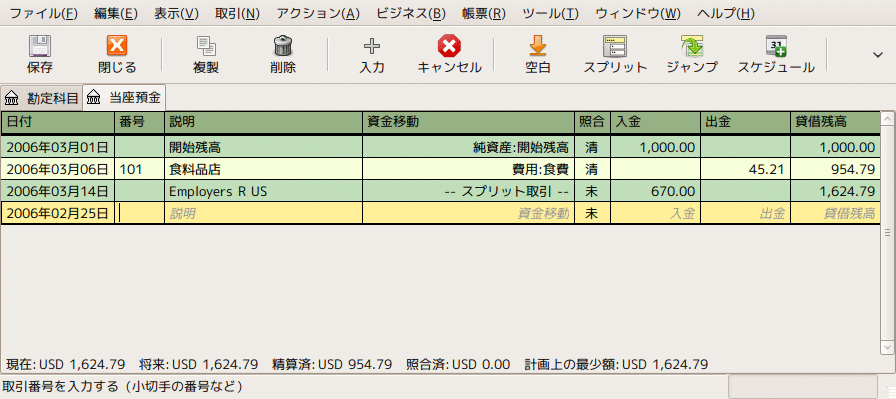 ファイル(F) 編集(E) 表示(V) 取引(N) アクション(A) ビジネス(B) 帳票(R) ツール(T) ウィンドウ(W) ヘルプ(H)
保存 閉じる 複製 削除 入力 キャンセル 空白 スプリット ジャンプ スケジュール
勘定科目 当座預金
日付 番号 説明 資金移動 照合 入金 出金 貸借残高
2006年03月01日 開始残高 純資産:開始残高 清 1,000.00 1,000.00
2006年03月06日 101 食料品店 費用:食費 清 45.21 954.79
2006年03月14日 Employers R US -- スプリット取引 -- 未 670.00 1,624.79
2006年02月25日 説明 資金移動 未 入金 出金 貸借残高
現在: USD 1,624.79 将来: USD 1,624.79 精算済: USD 954.79 照合済: USD 0.00 計画上の最少額: USD 1,624.79
取引番号を入力する（小切手の番号など）